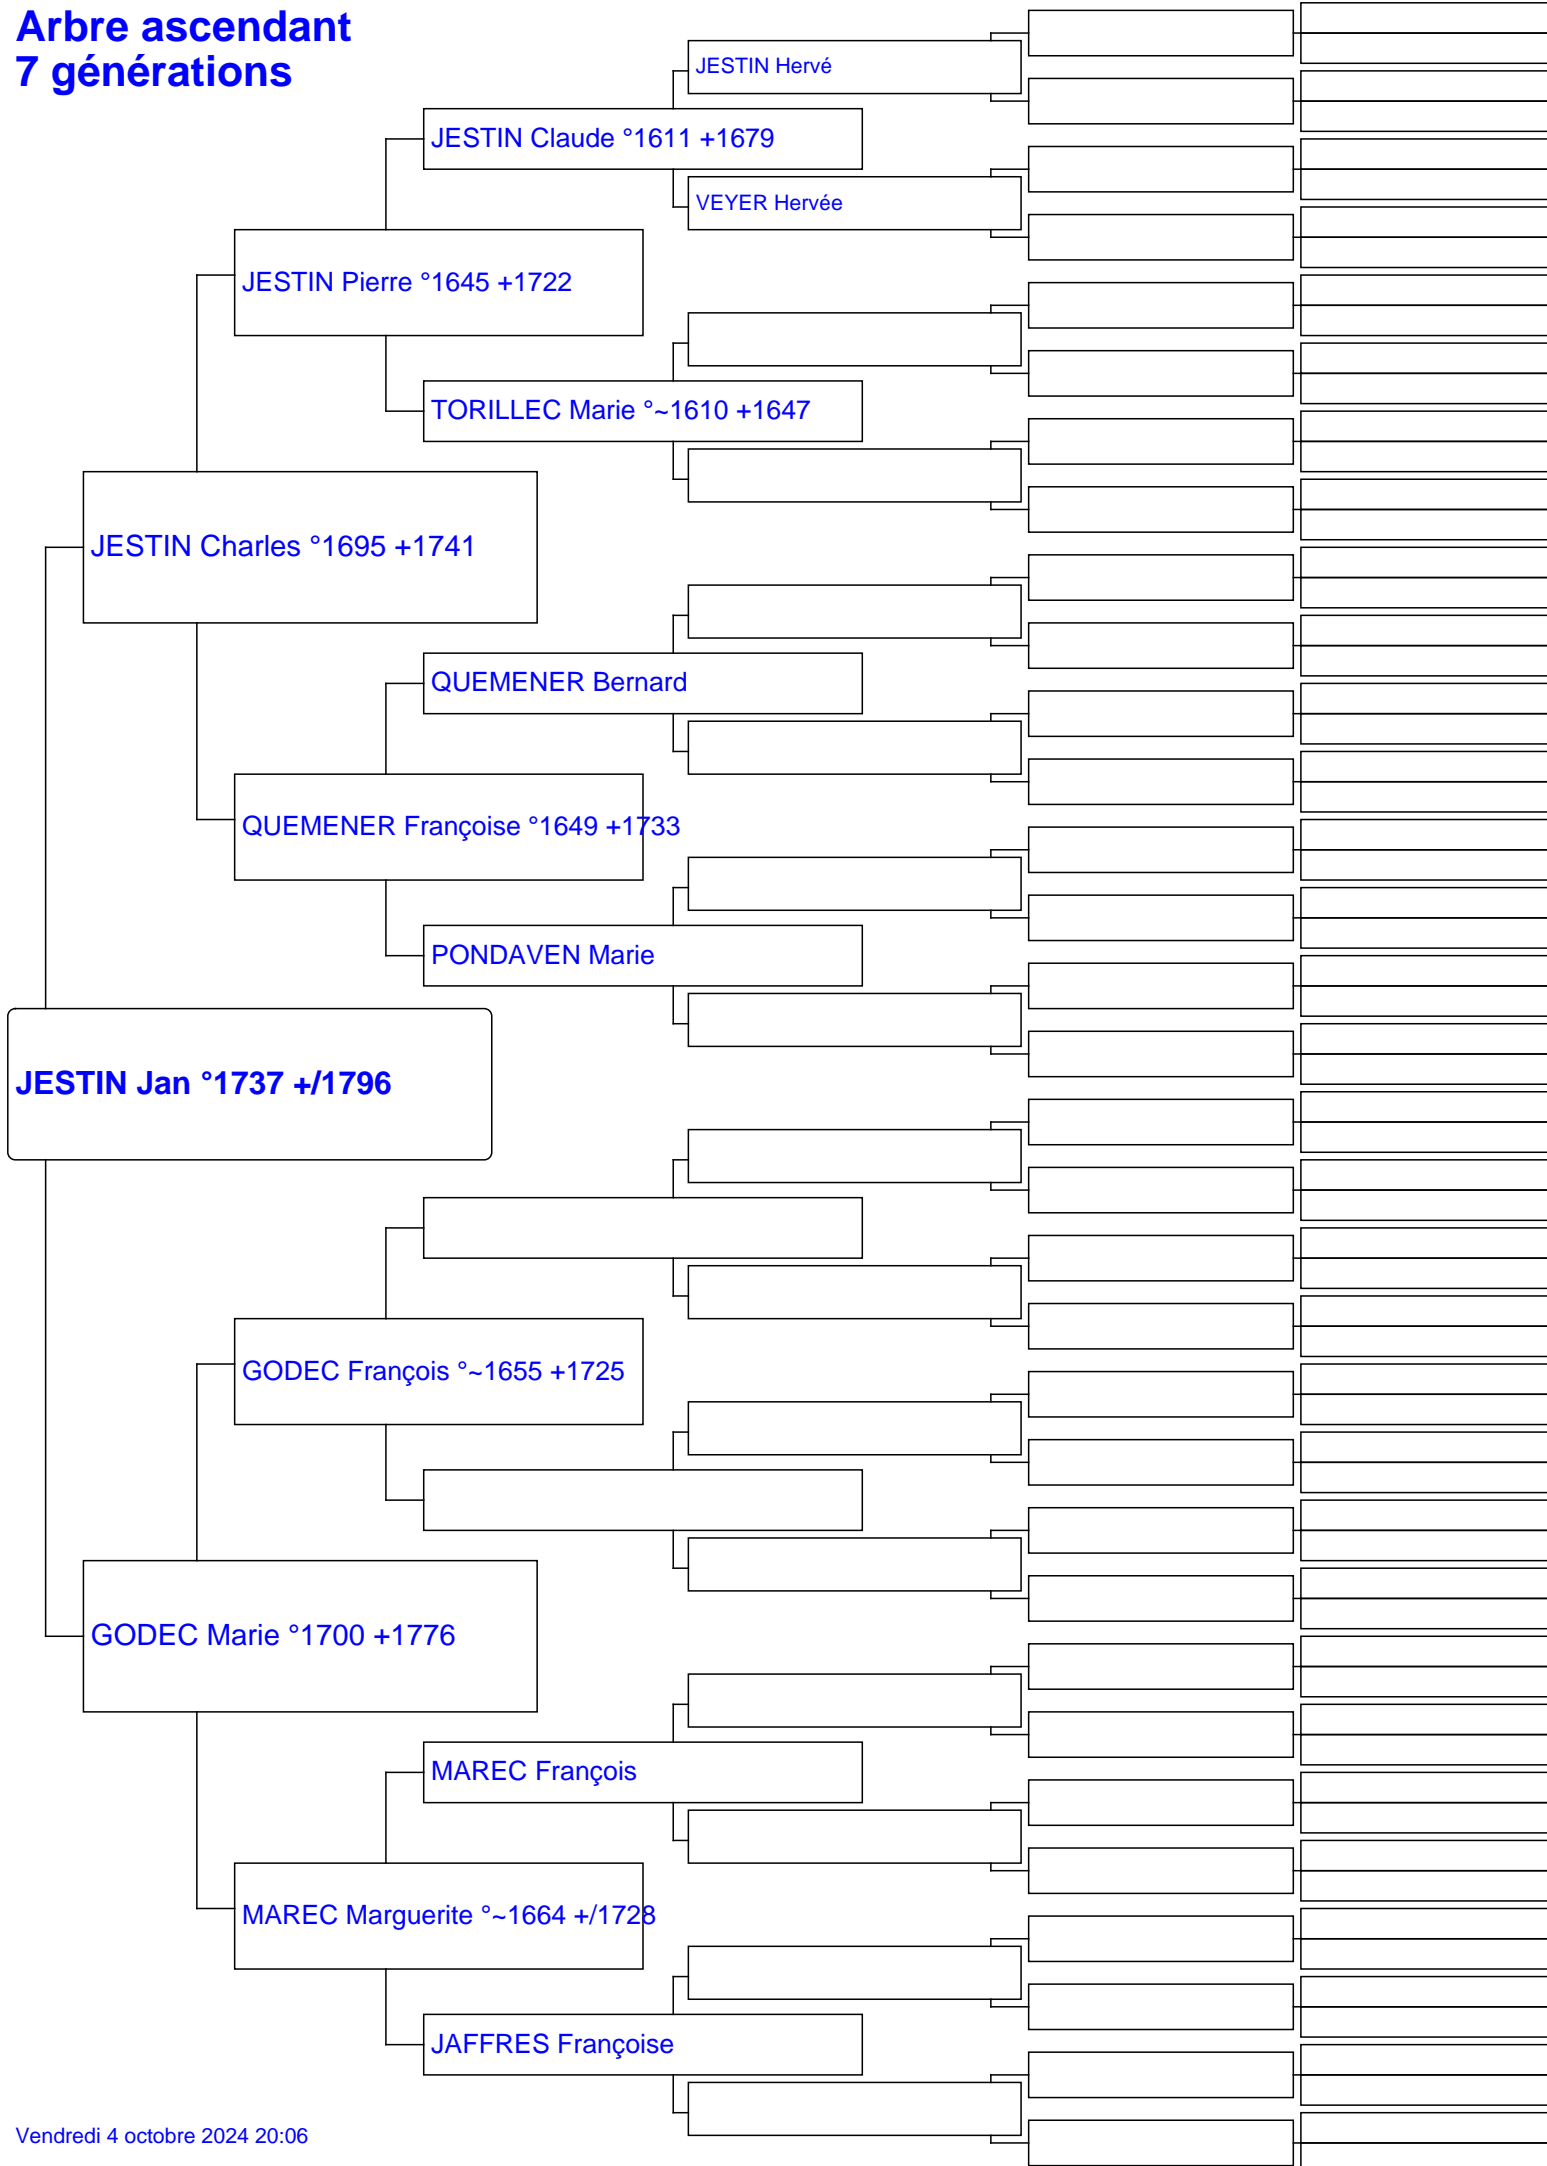 Arbre ascendant
7 générations
JESTIN Hervé
JESTIN Claude °1611 +1679
VEYER Hervée
JESTIN Pierre °1645 +1722
TORILLEC Marie °~1610 +1647
JESTIN Charles °1695 +1741
QUEMENER Bernard
QUEMENER Françoise °1649 +1733
PONDAVEN Marie
JESTIN Jan °1737 +/1796
GODEC François °~1655 +1725
GODEC Marie °1700 +1776
MAREC François
MAREC Marguerite °~1664 +/1728
JAFFRES Françoise
Vendredi 4 octobre 2024 20:06